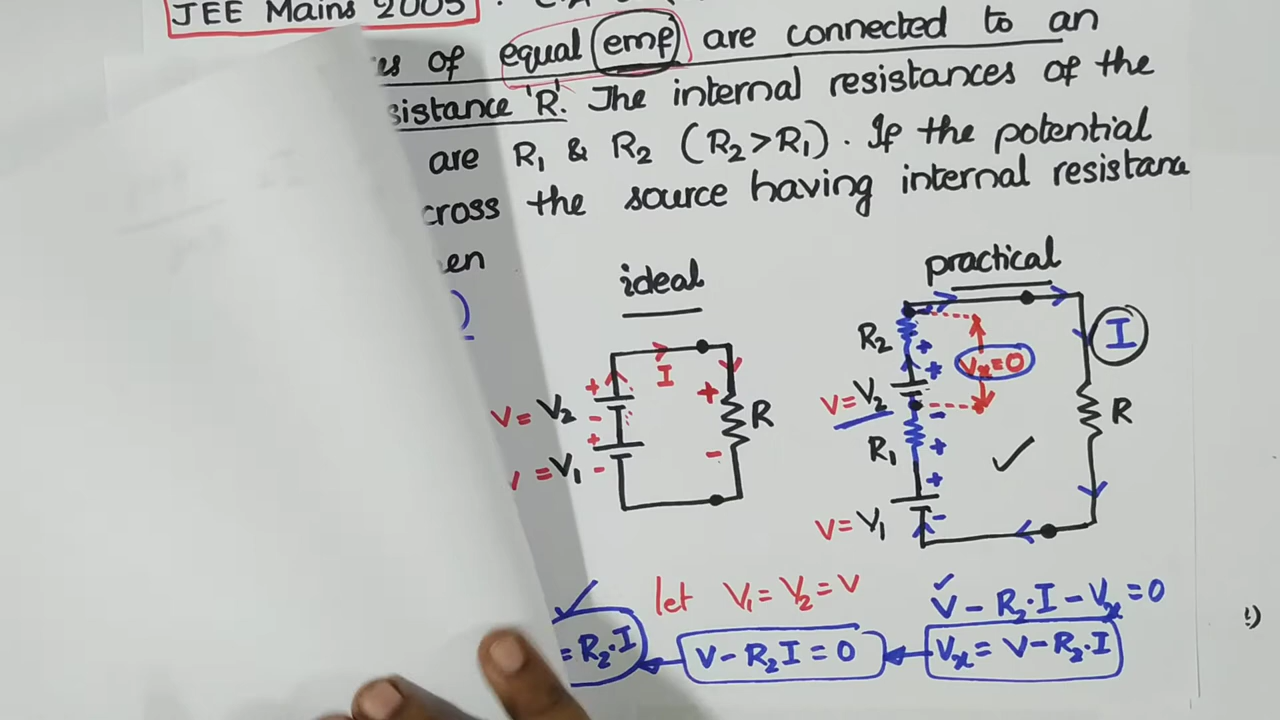 JEE Mains 2005
es of equal emf are connected to an
sistance 'R'. The internal resistances of the
are R₁ & R₂ (R₂>R₁). If the potential
cross the source having internal resistance
en
)
ideal
practical
I
R₂
I
Vx=0
V= V₂
R
V=V₂
R
R₁
V =V₁
V= V₁
let V₁=V₂=V
V-R₂.I-Vx=0
=R₂.I
V-R₂I=0
Vx= V-R₂.I